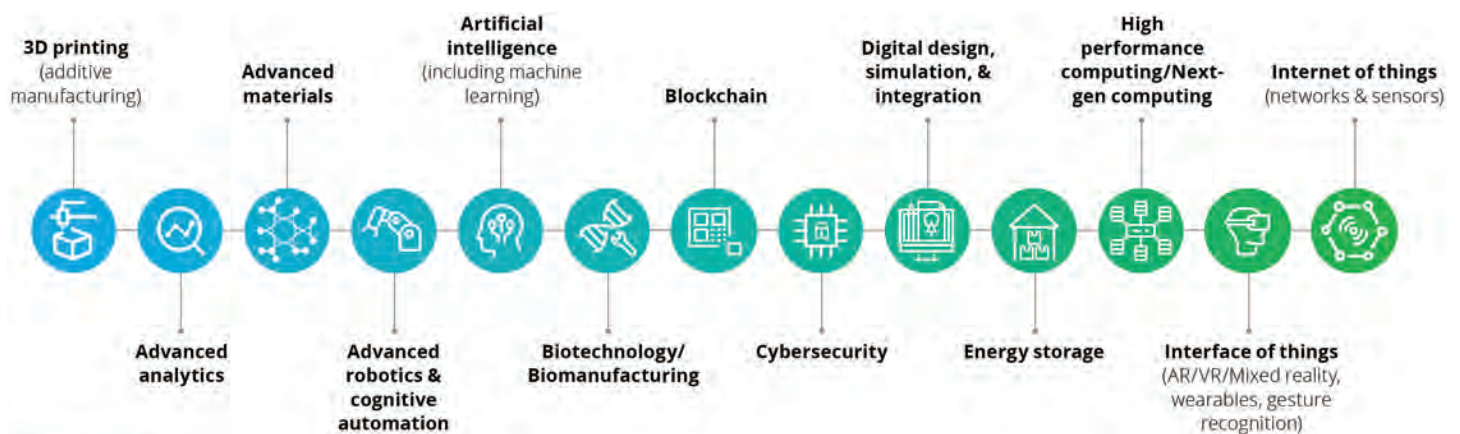 3D printing
(additive
manufacturing)
Advanced
analytics
Advanced
materials
Advanced
robotics &
cognitive
automation
Artificial
intelligence
(including machine
learning)
Biotechnology/
Biomanufacturing
Blockchain
Cybersecurity
Digital design,
simulation, &
integration
Energy storage
High
performance
computing/Next-
gen computing
Interface of things
(AR/VR/Mixed reality,
wearables, gesture
recognition)
Internet of things
(networks & sensors)